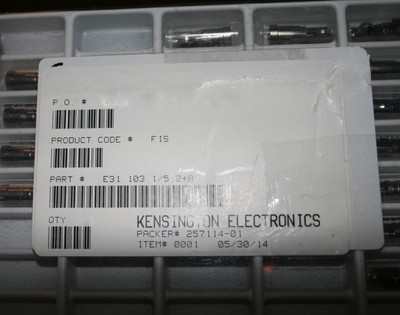 P O. #
PRODUCT CODE # FIS
PART # E31 103 1/5 2+8
QTY
KENSINGTON ELECTRONICS
PACKER# 257114-01
ITEM# 0001 05/30/14